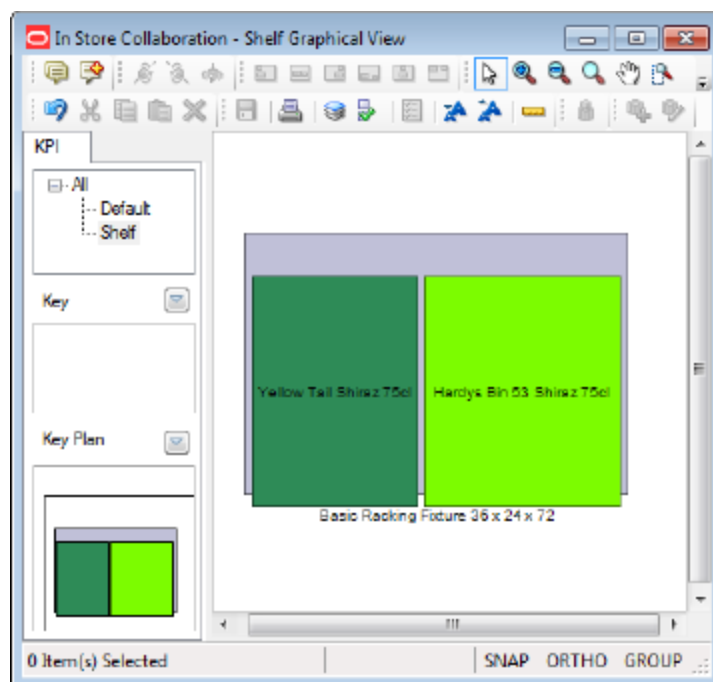 In Store Collaboration - Shelf Graphical View
KPI
All
Default
Shelf
Key
Key Plan
Yellow Tail Shiraz 75cl
Hardys Bin 53 Shiraz 75cl
Basic Racking Fixture 36 x 24 x 72
0 Item(s) Selected
SNAP ORTHO GROUP